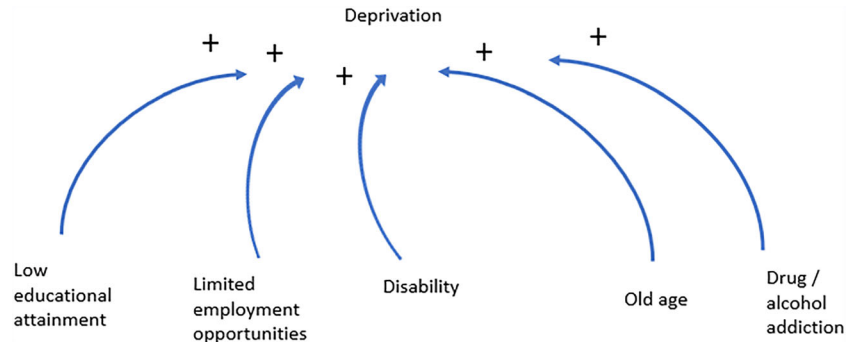 Deprivation
+
+
+
+
+
Low
educational
attainment
Limited
employment
opportunities
Disability
Old age
Drug /
alcohol
addiction